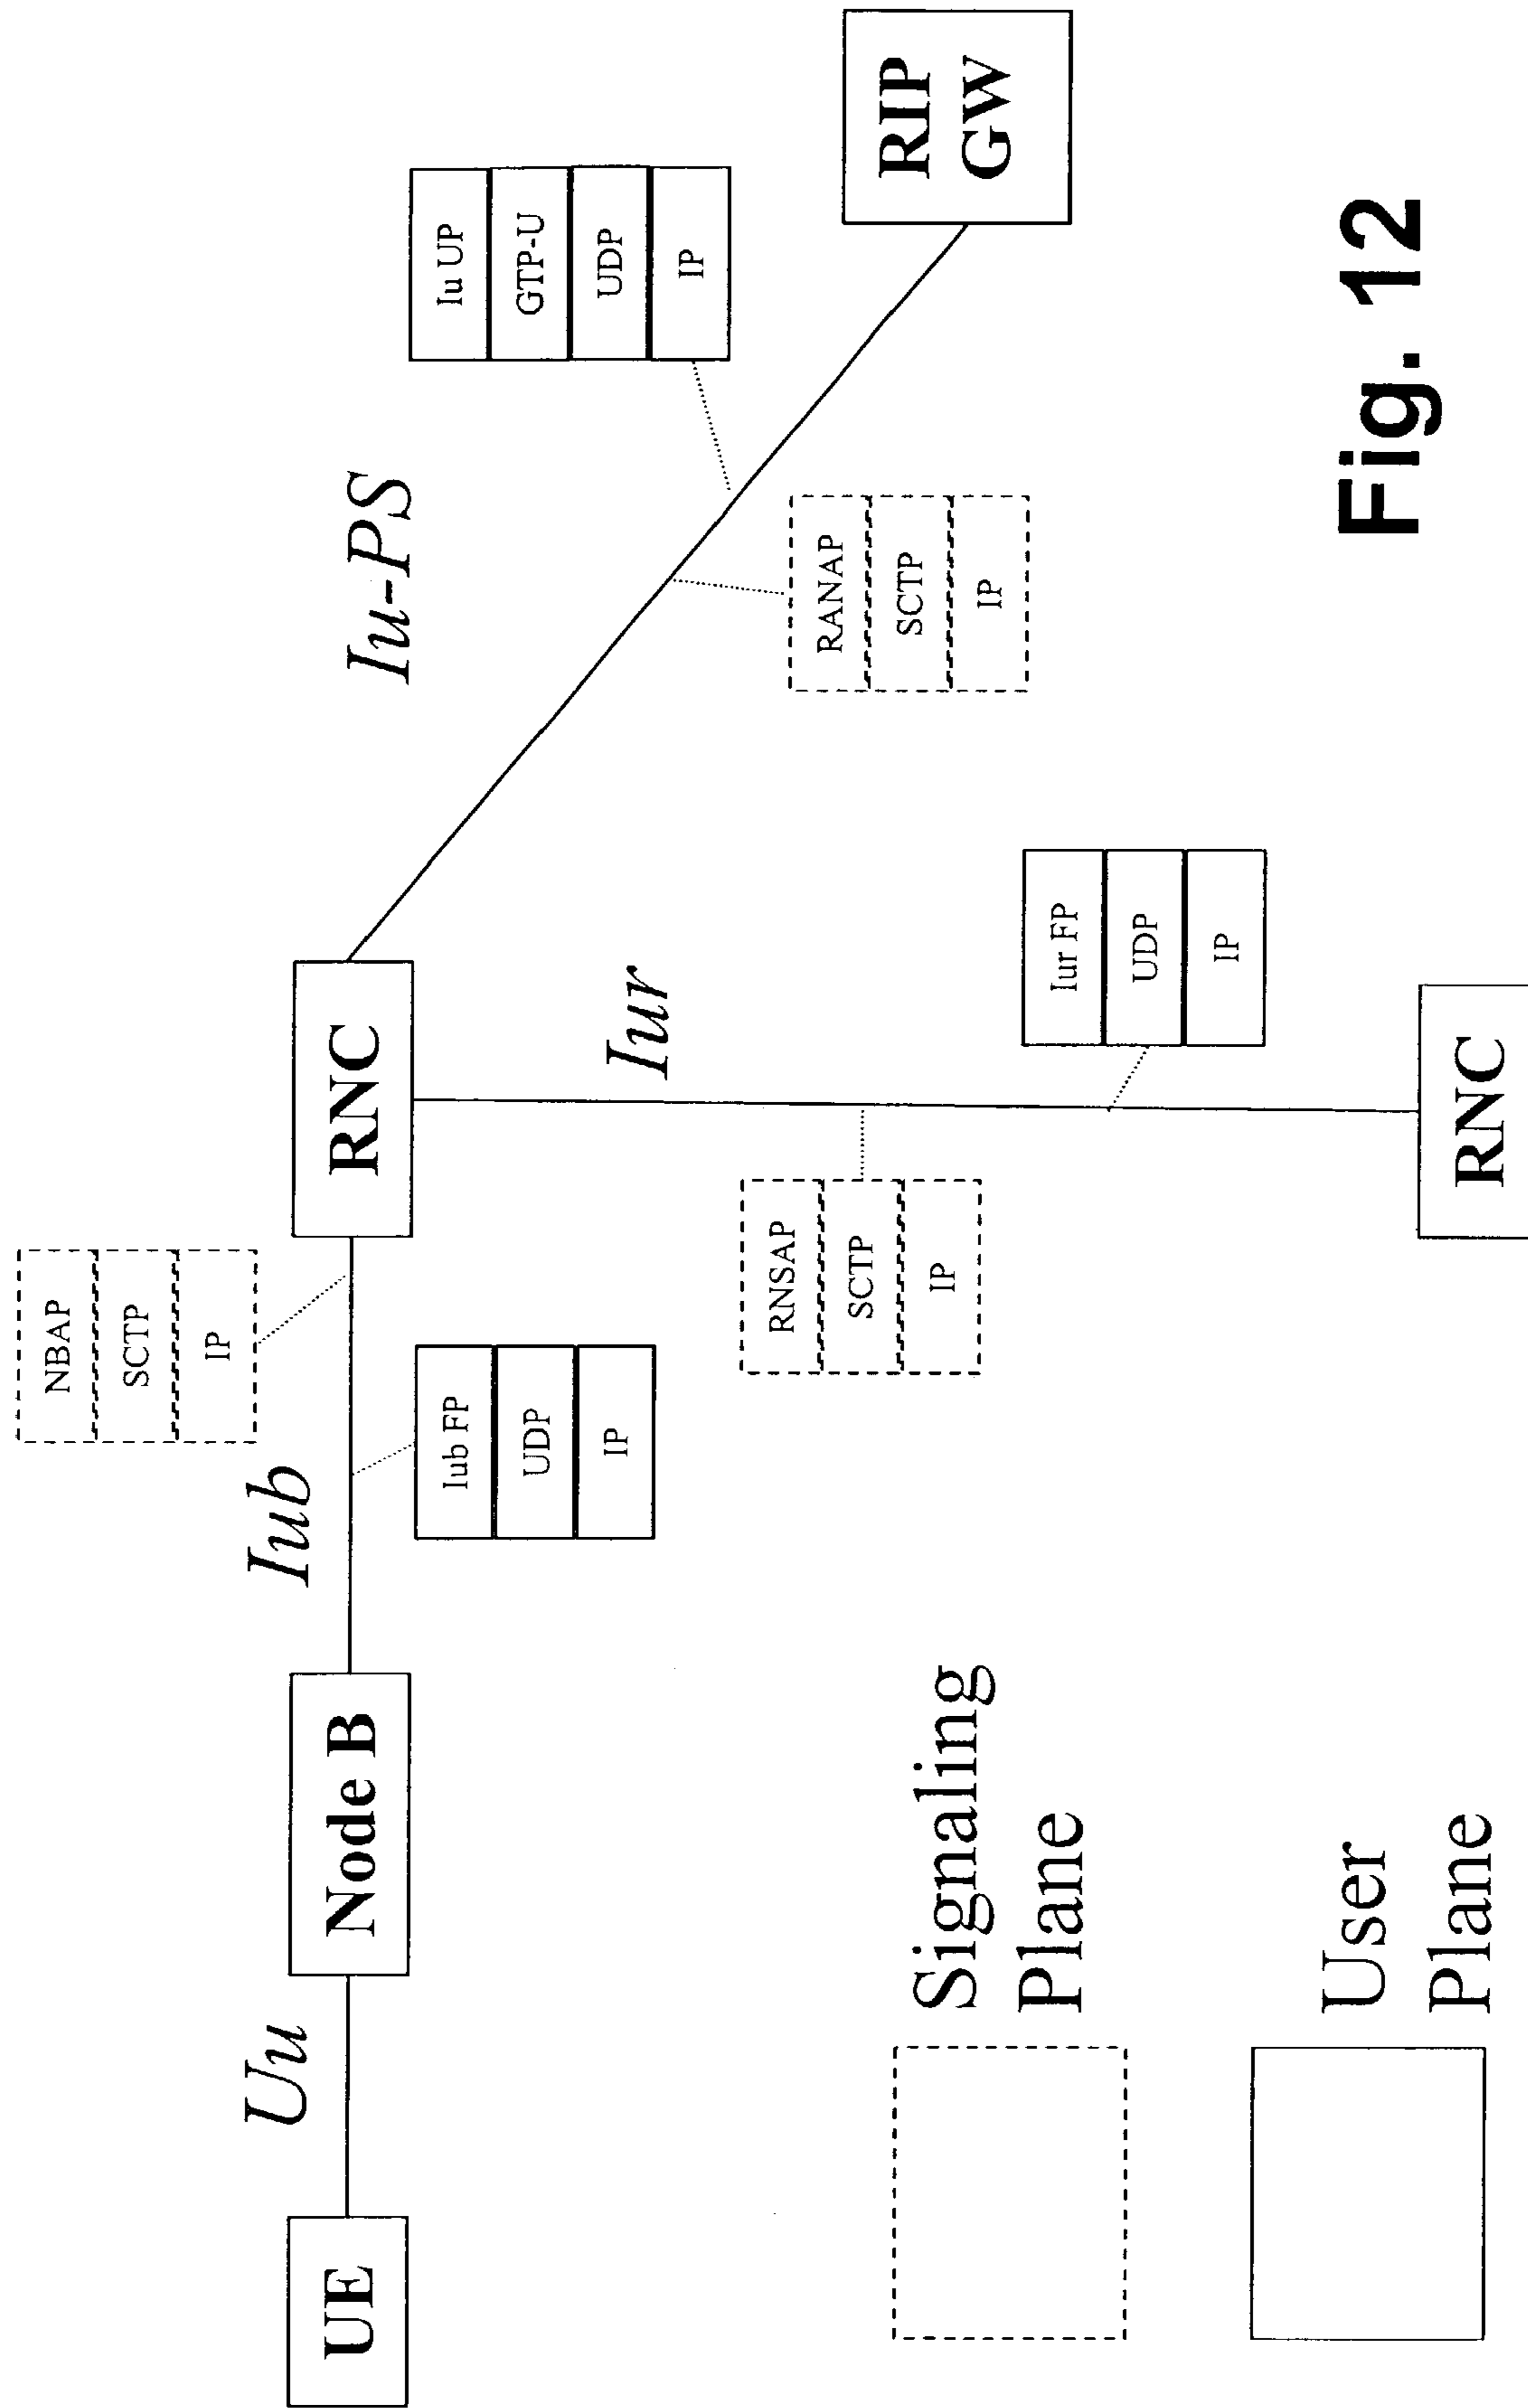 UE
Uu
Node B
Iub
NBAP
SCTP
IP
Iub FP
UDP
IP
RNC
Iu-PS
Iu UP
GTP-U
UDP
IP
RANAP
SCTP
IP
RIP
GW
Iur
RNSAP
SCTP
IP
Iur FP
UDP
IP
RNC
Signaling
Plane
User
Plane
Fig. 12